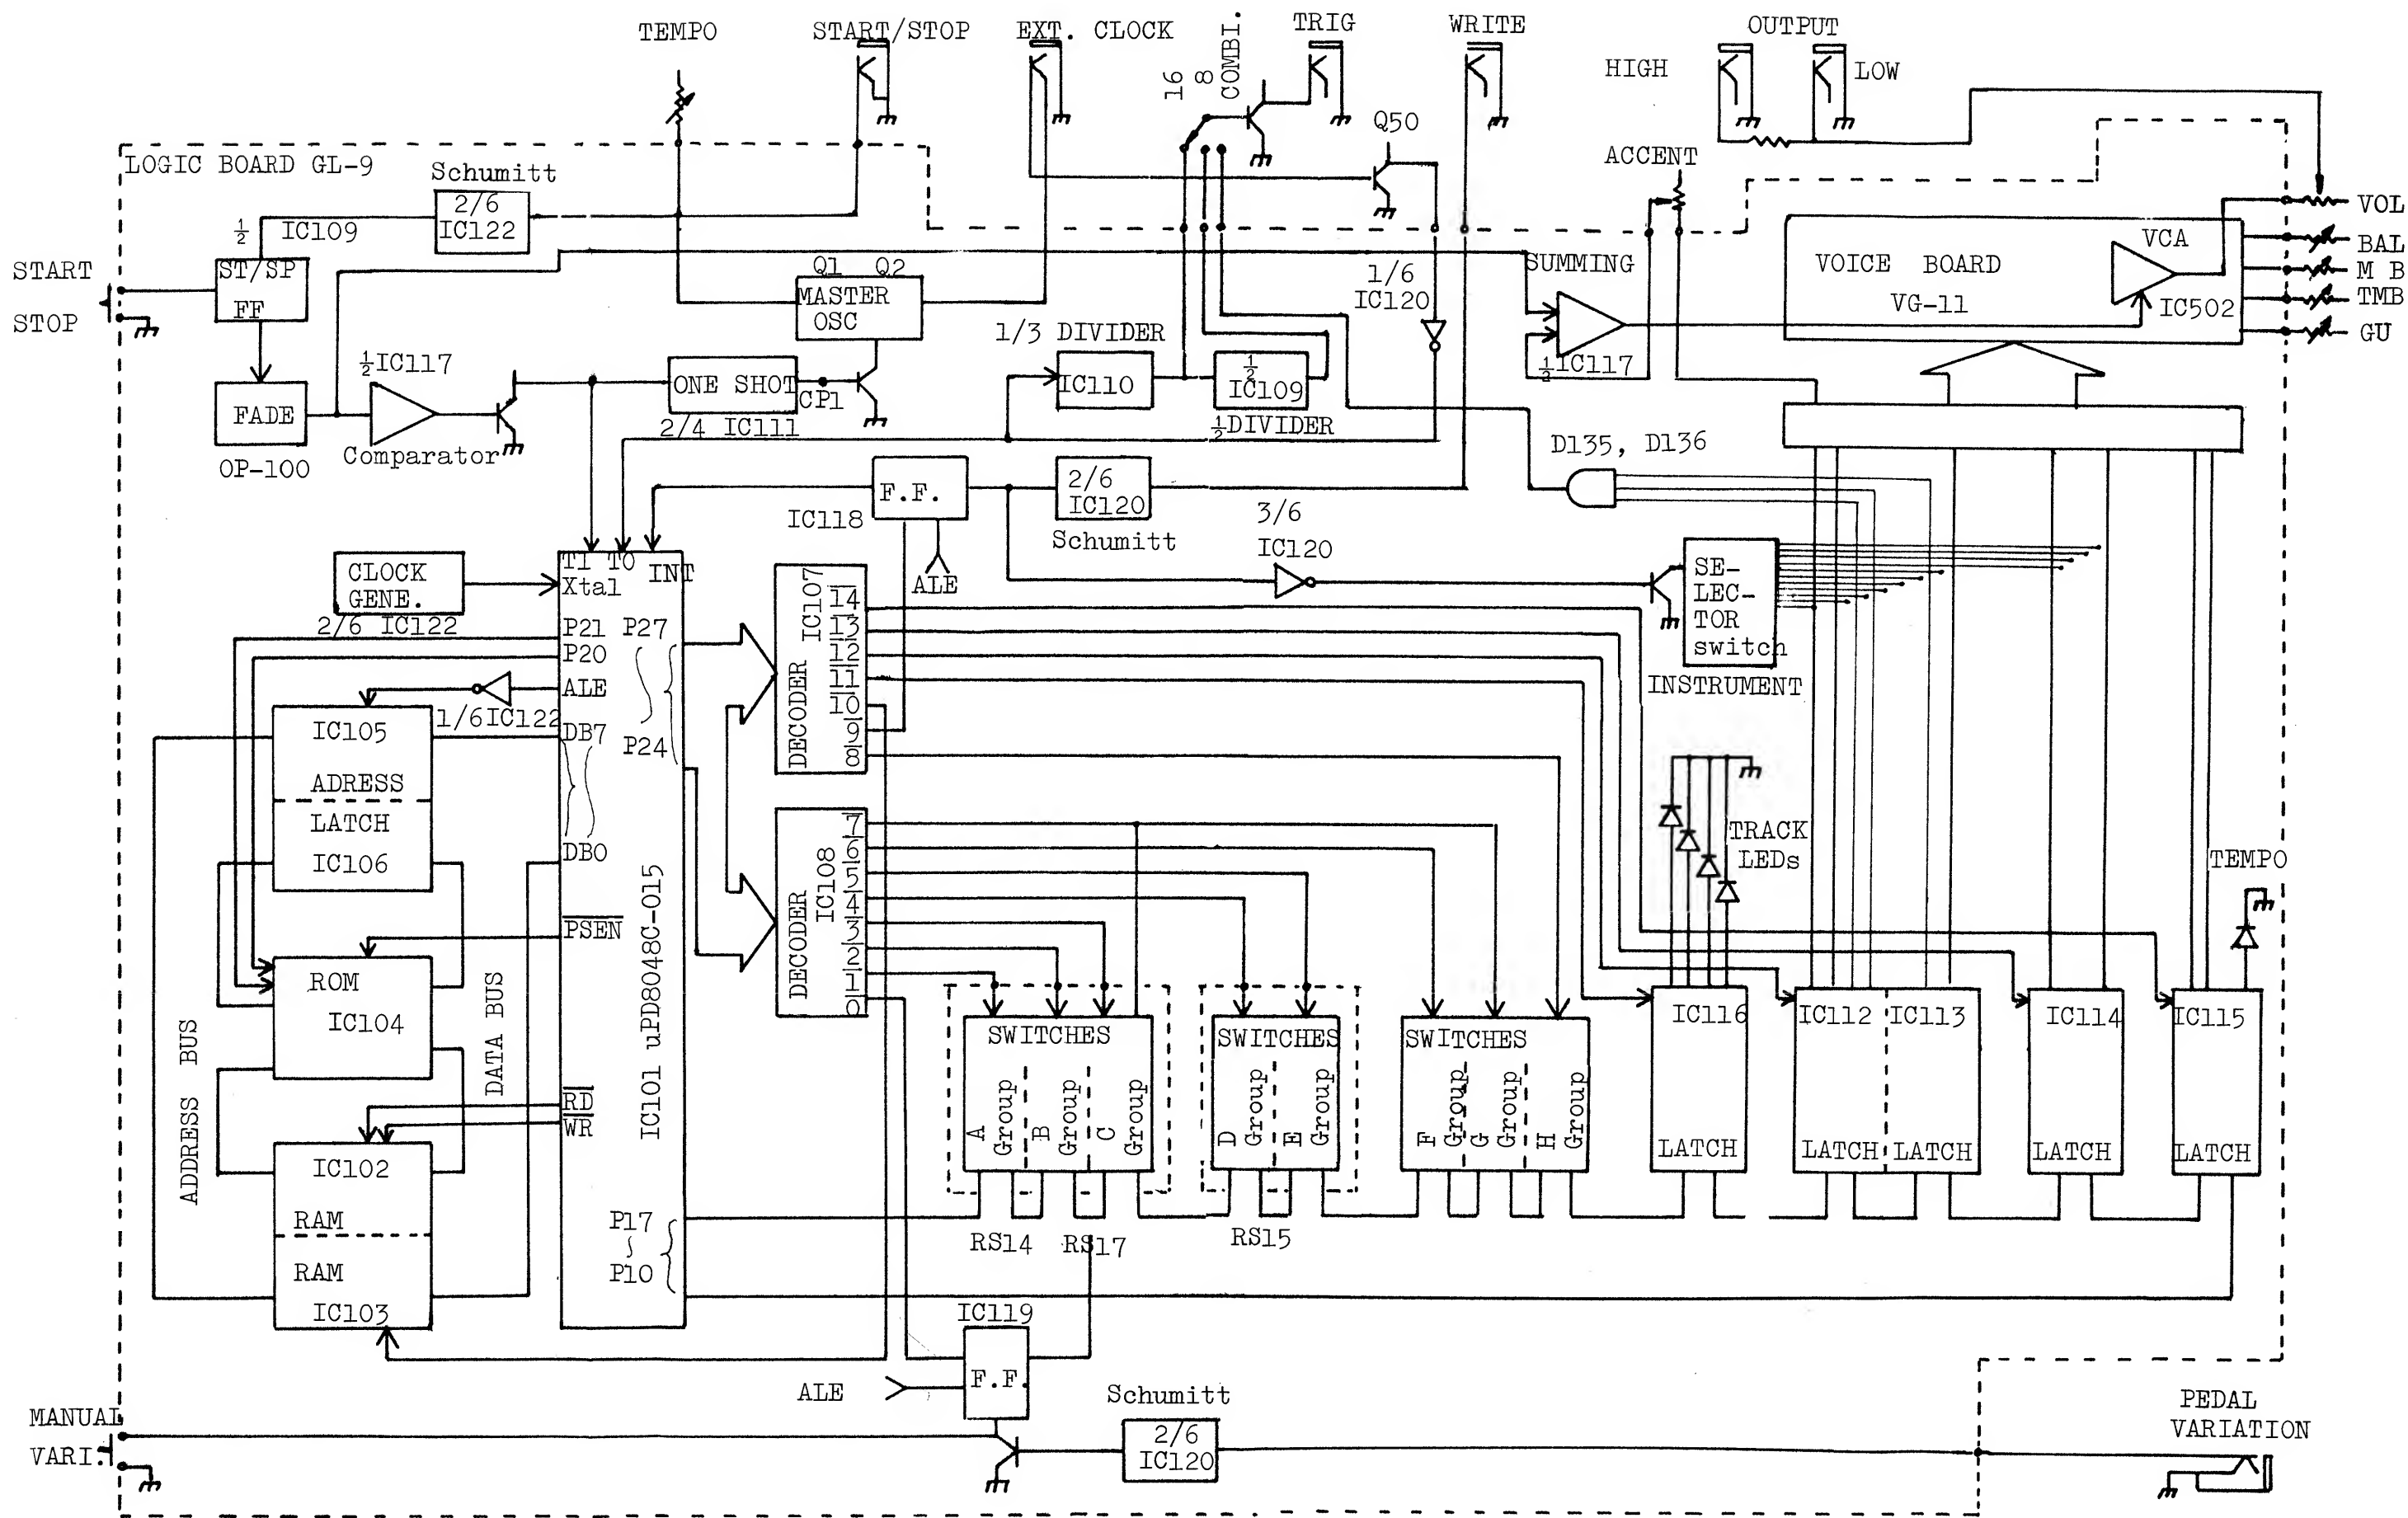 TEMPO
START/STOP
EXT. CLOCK
16
8
COMBI.
TRIG
WRITE
OUTPUT
HIGH
LOW
Q50
ACCENT
LOGIC BOARD GL-9
Schumitt
2/6
IC122
½ IC109
ST/SP
FF
START
STOP
Q1 Q2
MASTER
OSC
SUMMING
1/6
IC120
VOICE BOARD
VG-11
VCA
IC502
VOL
BAL
M B
TMB
GU
1/3 DIVIDER
IC110
½
IC109
½DIVIDER
½IC117
FADE
OP-100
½IC117
Comparator
ONE SHOT
CP1
2/4 IC111
D135, D136
F.F.
IC118
ALE
2/6
IC120
Schumitt
3/6
IC120
SE-
LEC-
TOR
switch
INSTRUMENT
CLOCK
GENE.
2/6 IC122
T1 T0
INT
Xtal
P21 P27
P20
ALE
1/6IC122
DB7
P24
DB0
PSEN
RD
WR
IC101 uPD8048C-015
P17
P10
IC105
ADRESS
LATCH
IC106
ROM
IC104
ADDRESS BUS
DATA BUS
IC102
RAM
RAM
IC103
DECODER
IC107
14
13
12
11
10
9
8
DECODER
IC108
7
6
5
4
3
2
1
0
TRACK
LEDs
TEMPO
SWITCHES
A
Group
B
Group
C
Group
SWITCHES
D
Group
E
Group
SWITCHES
F
Group
G
Group
H
Group
IC116
LATCH
IC112
LATCH
IC113
LATCH
IC114
LATCH
IC115
LATCH
RS14
RS17
RS15
IC119
F.F.
ALE
Schumitt
2/6
IC120
MANUAL
VARI.
PEDAL
VARIATION